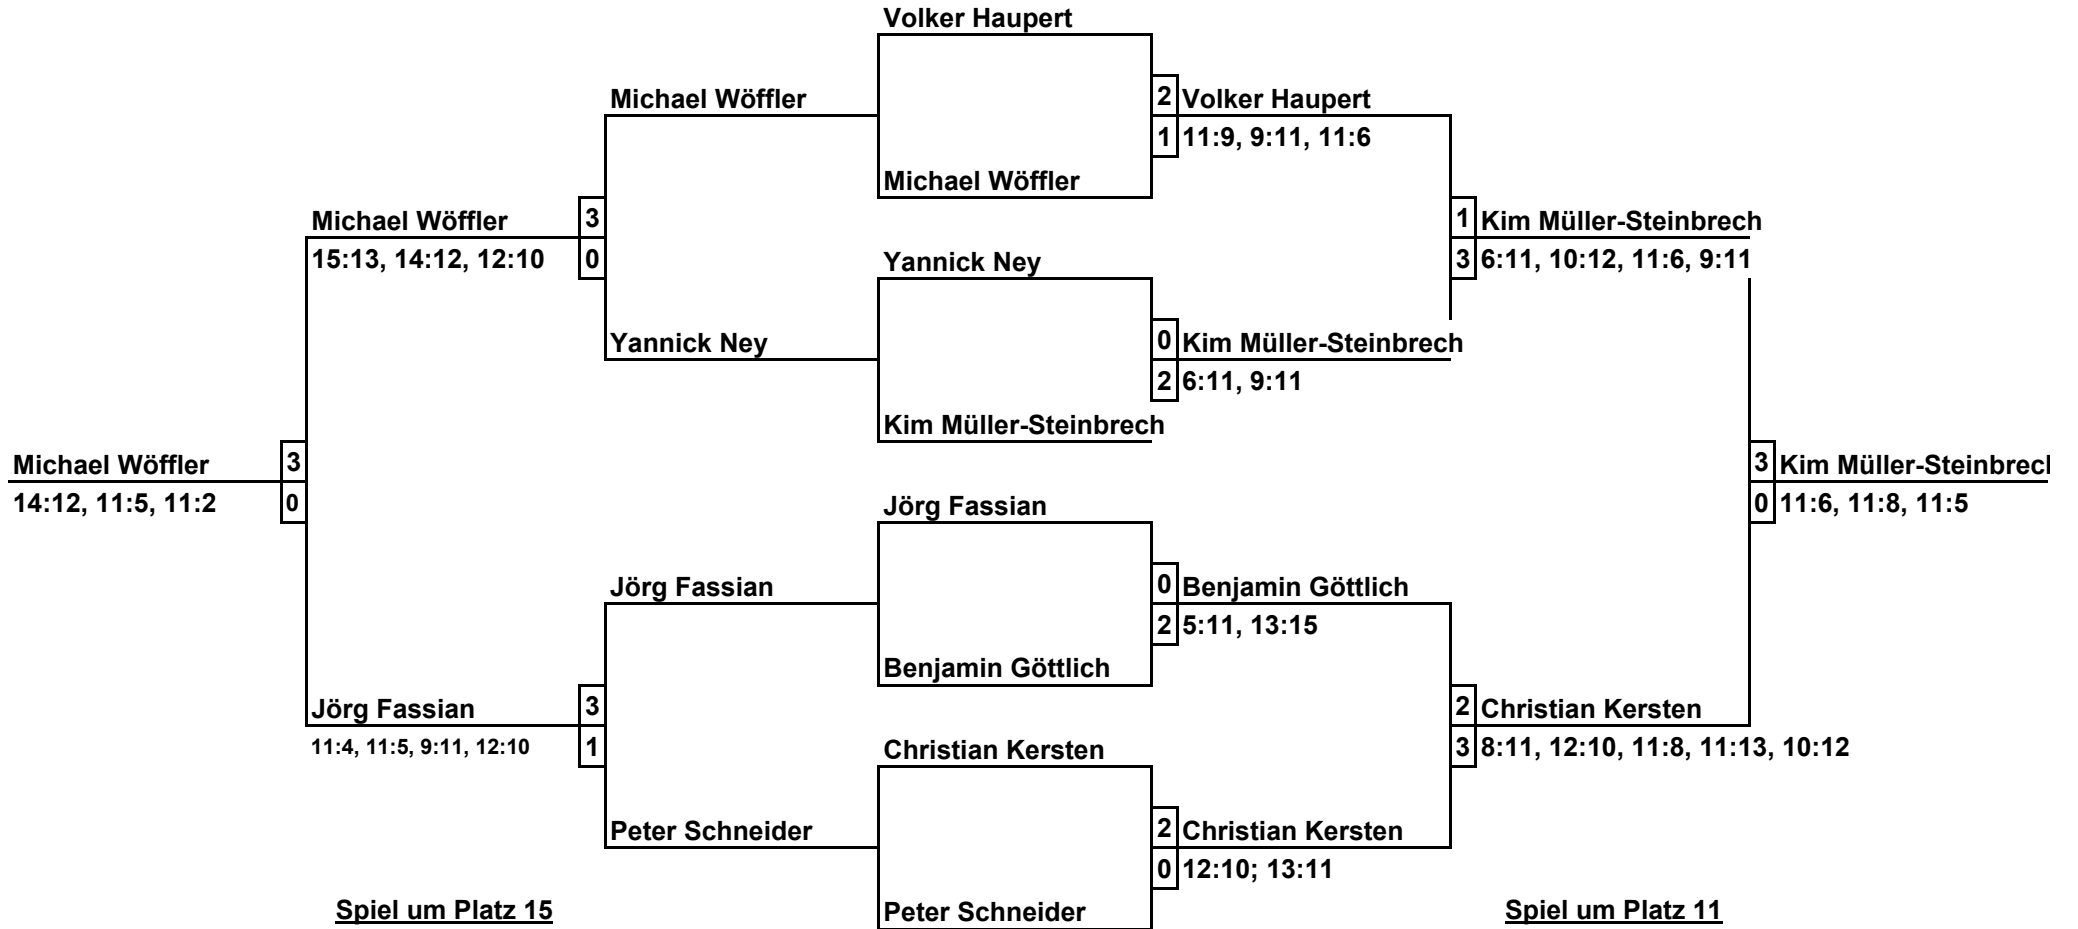 Volker Haupert
Michael Wöffler
2 Volker Haupert
1 11:9, 9:11, 11:6
Michael Wöffler
Michael Wöffler 3
1 Kim Müller-Steinbrech
15:13, 14:12, 12:10 0
3 6:11, 10:12, 11:6, 9:11
Yannick Ney
Yannick Ney
0 Kim Müller-Steinbrech
2 6:11, 9:11
Kim Müller-Steinbrech
Michael Wöffler 3
3 Kim Müller-Steinbrecl
14:12, 11:5, 11:2 0
0 11:6, 11:8, 11:5
Jörg Fassian
Jörg Fassian
0 Benjamin Göttlich
2 5:11, 13:15
Benjamin Göttlich
Jörg Fassian 3
2 Christian Kersten
11:4, 11:5, 9:11, 12:10 1
3 8:11, 12:10, 11:8, 11:13, 10:12
Christian Kersten
Peter Schneider
2 Christian Kersten
0 12:10; 13:11
Spiel um Platz 15
Peter Schneider
Spiel um Platz 11